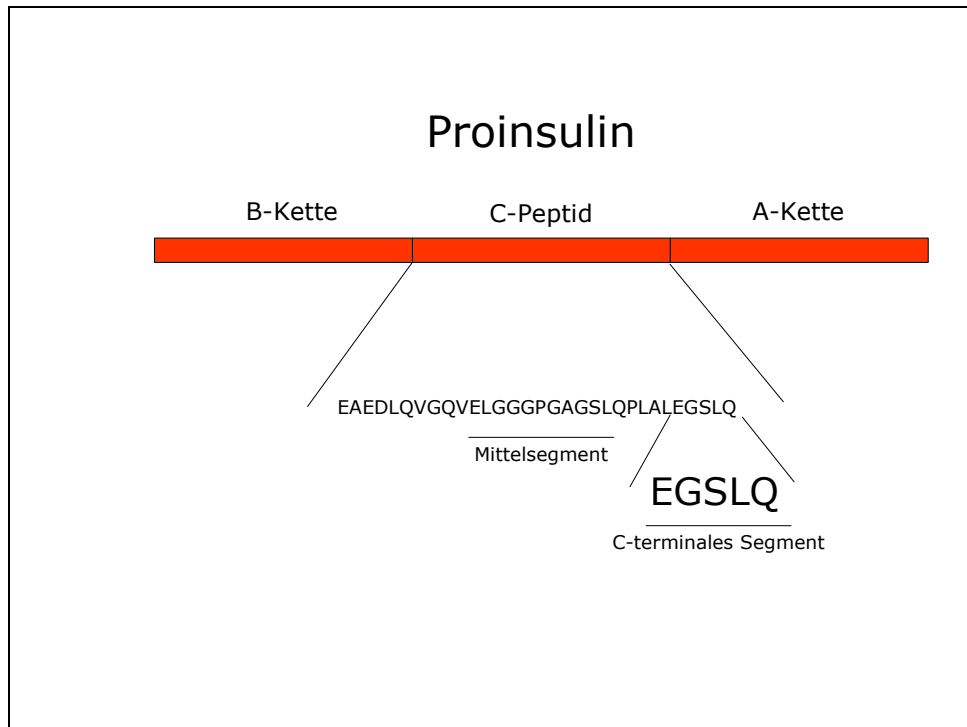 Proinsulin
B-Kette C-Peptid A-Kette
EAEDLQVGQVELGGGPGAGSLQPLALEGSLQ
Mittelsegment
EGSLQ
C-terminales Segment